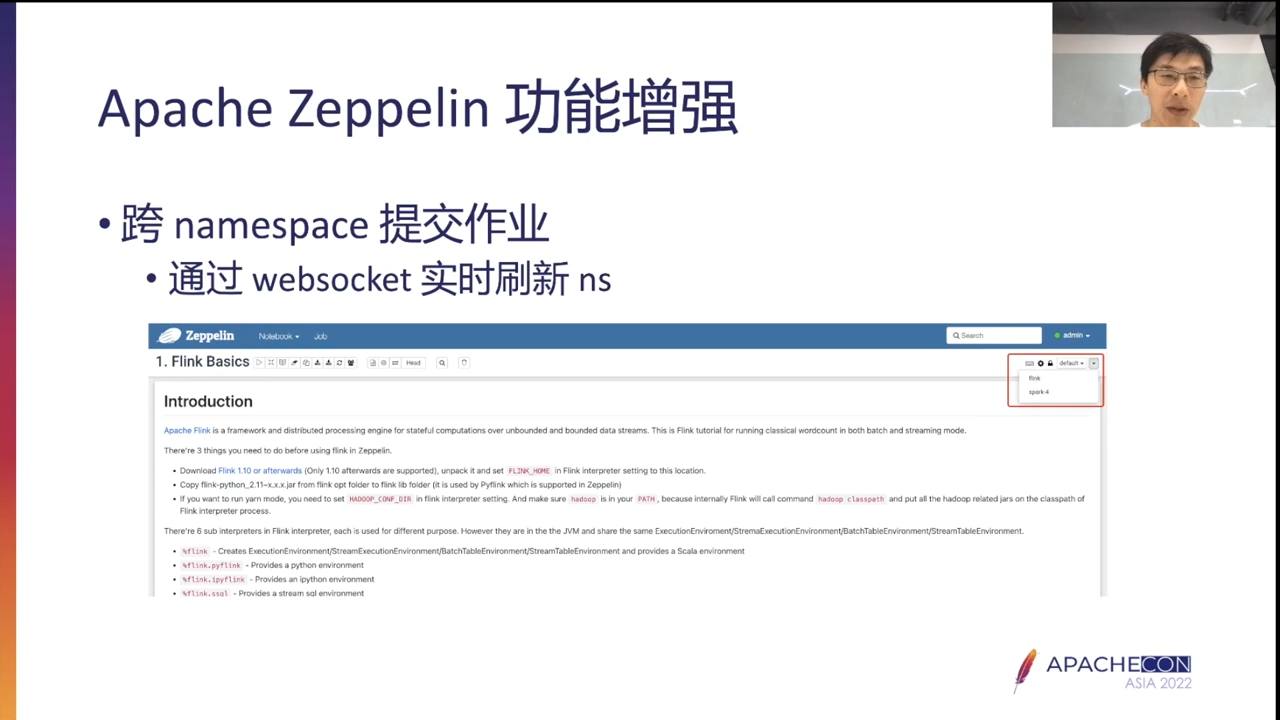 Apache Zeppelin 功能增强
• 跨 namespace 提交作业
• 通过 websocket 实时刷新 ns
Zeppelin Notebook Job Search admin
1. Flink Basics Head default
flink
spark-4
Introduction
Apache Flink is a framework and distributed processing engine for stateful computations over unbounded and bounded data streams. This is Flink tutorial for running classical wordcount in both batch and streaming mode.
There're 3 things you need to do before using flink in Zeppelin.
• Download Flink 1.10 or afterwards (Only 1.10 afterwards are supported), unpack it and set FLINK_HOME in Flink interpreter setting to this location.
• Copy flink-python_2.11-x.x.x.jar from flink opt folder to flink lib folder (it is used by Pyflink which is supported in Zeppelin)
• If you want to run yarn mode, you need to set HADOOP_CONF_DIR in flink interpreter setting. And make sure hadoop is in your PATH, because internally Flink will call command hadoop classpath and put all the hadoop related jars on the classpath of
Flink interpreter process.
There're 6 sub interpreters in Flink interpreter, each is used for different purpose. However they are in the the JVM and share the same ExecutionEnviroment/StremaExecutionEnvironment/BatchTableEnvironment/StreamTableEnvironment.
• %flink - Creates ExecutionEnvironment/StreamExecutionEnvironment/BatchTableEnvironment/StreamTableEnvironment and provides a Scala environment
• %flink.pyflink - Provides a python environment
• %flink.ipyflink - Provides an ipython environment
• %flink.ssql - Provides a stream sql environment
APACHECON
ASIA 2022